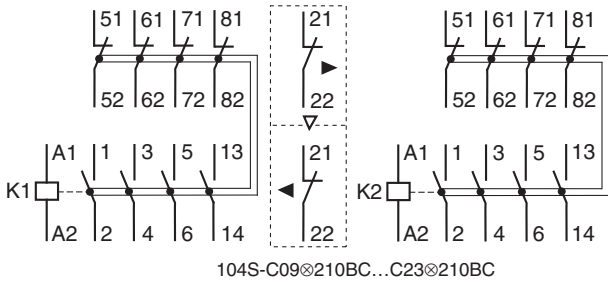 51 61 71 81 21 51 61 71 81
52 62 72 82 22 52 62 72 82
A1 1 3 5 13 21 A1 1 3 5 13
K1 K2
A2 2 4 6 14 22 A2 2 4 6 14
104S-C09⊗210BC…C23⊗210BC